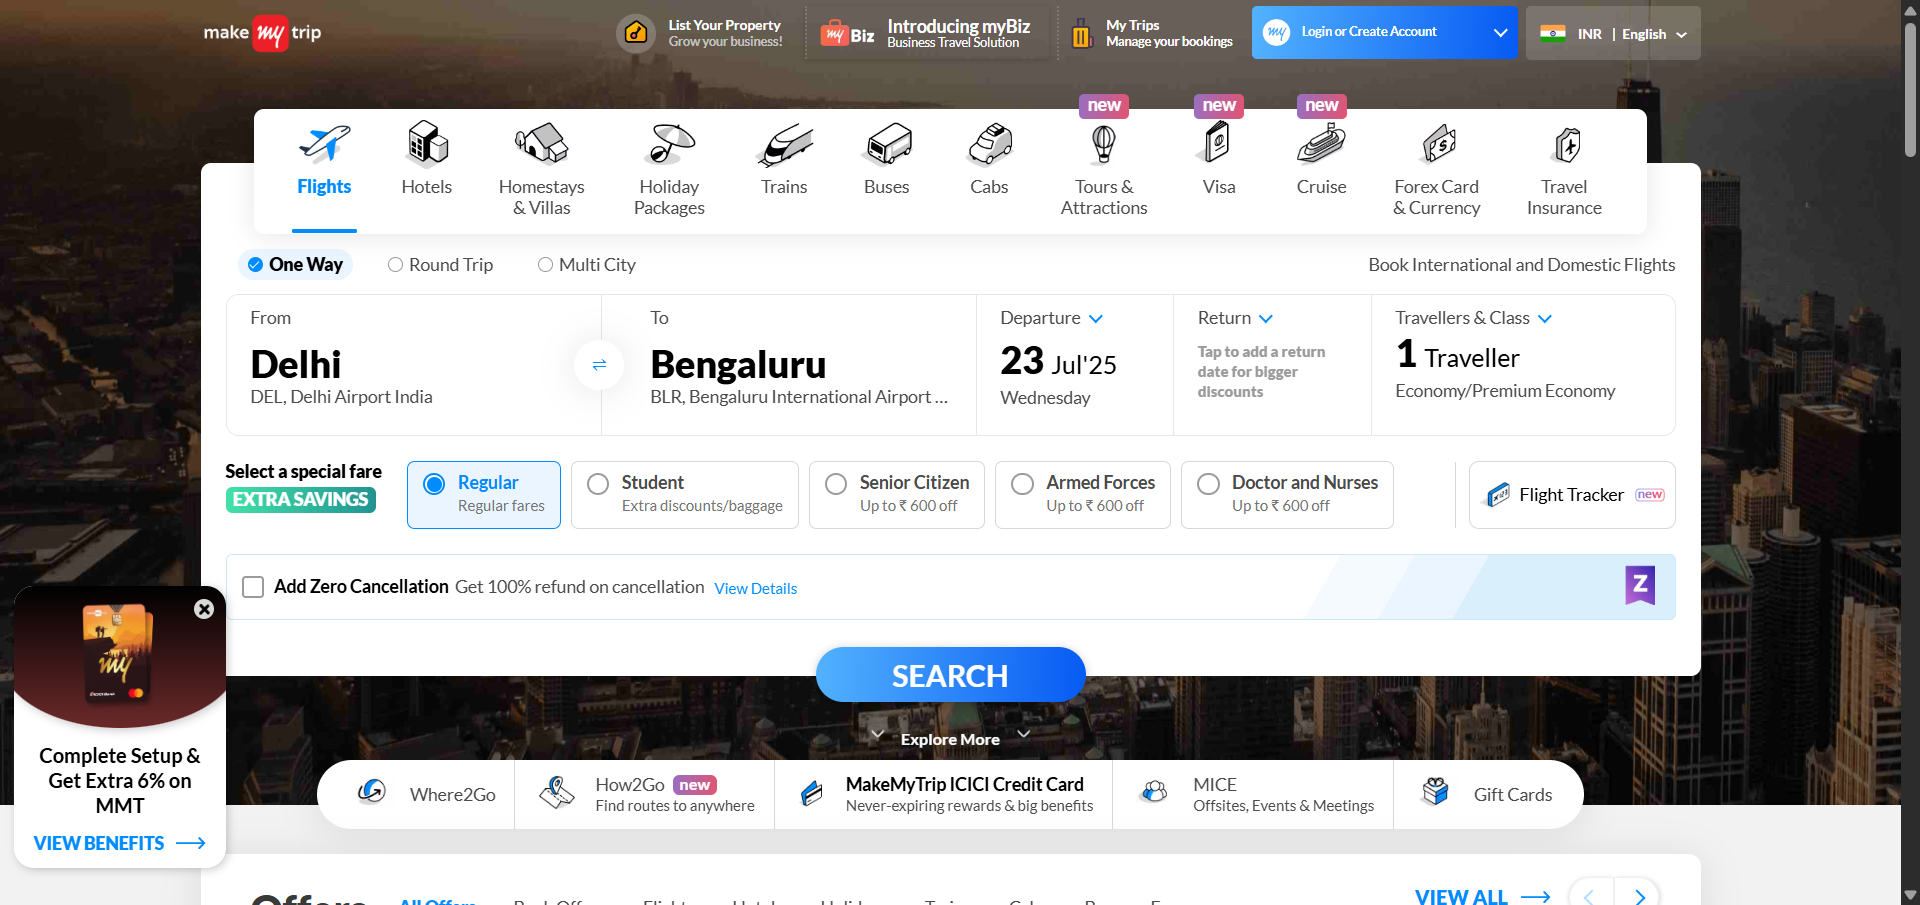 make my trip
List Your Property
Grow your business!
my Biz
Introducing myBiz
Business Travel Solution
My Trips
Manage your bookings
my
Login or Create Account
INR | English
new
new
new
Flights
Hotels
Homestays
& Villas
Holiday
Packages
Trains
Buses
Cabs
Tours &
Attractions
Visa
Cruise
Forex Card
& Currency
Travel
Insurance
One Way
Round Trip
Multi City
Book International and Domestic Flights
From
Delhi
DEL, Delhi Airport India
To
Bengaluru
BLR, Bengaluru International Airport ...
Departure
23 Jul'25
Wednesday
Return
Tap to add a return
date for bigger
discounts
Travellers & Class
1 Traveller
Economy/Premium Economy
Select a special fare
EXTRA SAVINGS
Regular
Regular fares
Student
Extra discounts/baggage
Senior Citizen
Up to ₹ 600 off
Armed Forces
Up to ₹ 600 off
Doctor and Nurses
Up to ₹ 600 off
Flight Tracker new
Add Zero Cancellation Get 100% refund on cancellation View Details
Z
SEARCH
Explore More
my
Complete Setup &
Get Extra 6% on
MMT
VIEW BENEFITS
Where2Go
How2Go new
Find routes to anywhere
MakeMyTrip ICICI Credit Card
Never-expiring rewards & big benefits
MICE
Offsites, Events & Meetings
Gift Cards
Offers
All Offers
VIEW ALL